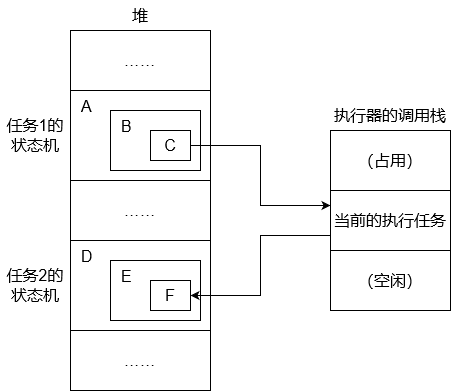 堆
……
A
B
C
任务1的
状态机
……
D
E
F
任务2的
状态机
……
执行器的调用栈
(占用)
当前的执行任务
(空闲)